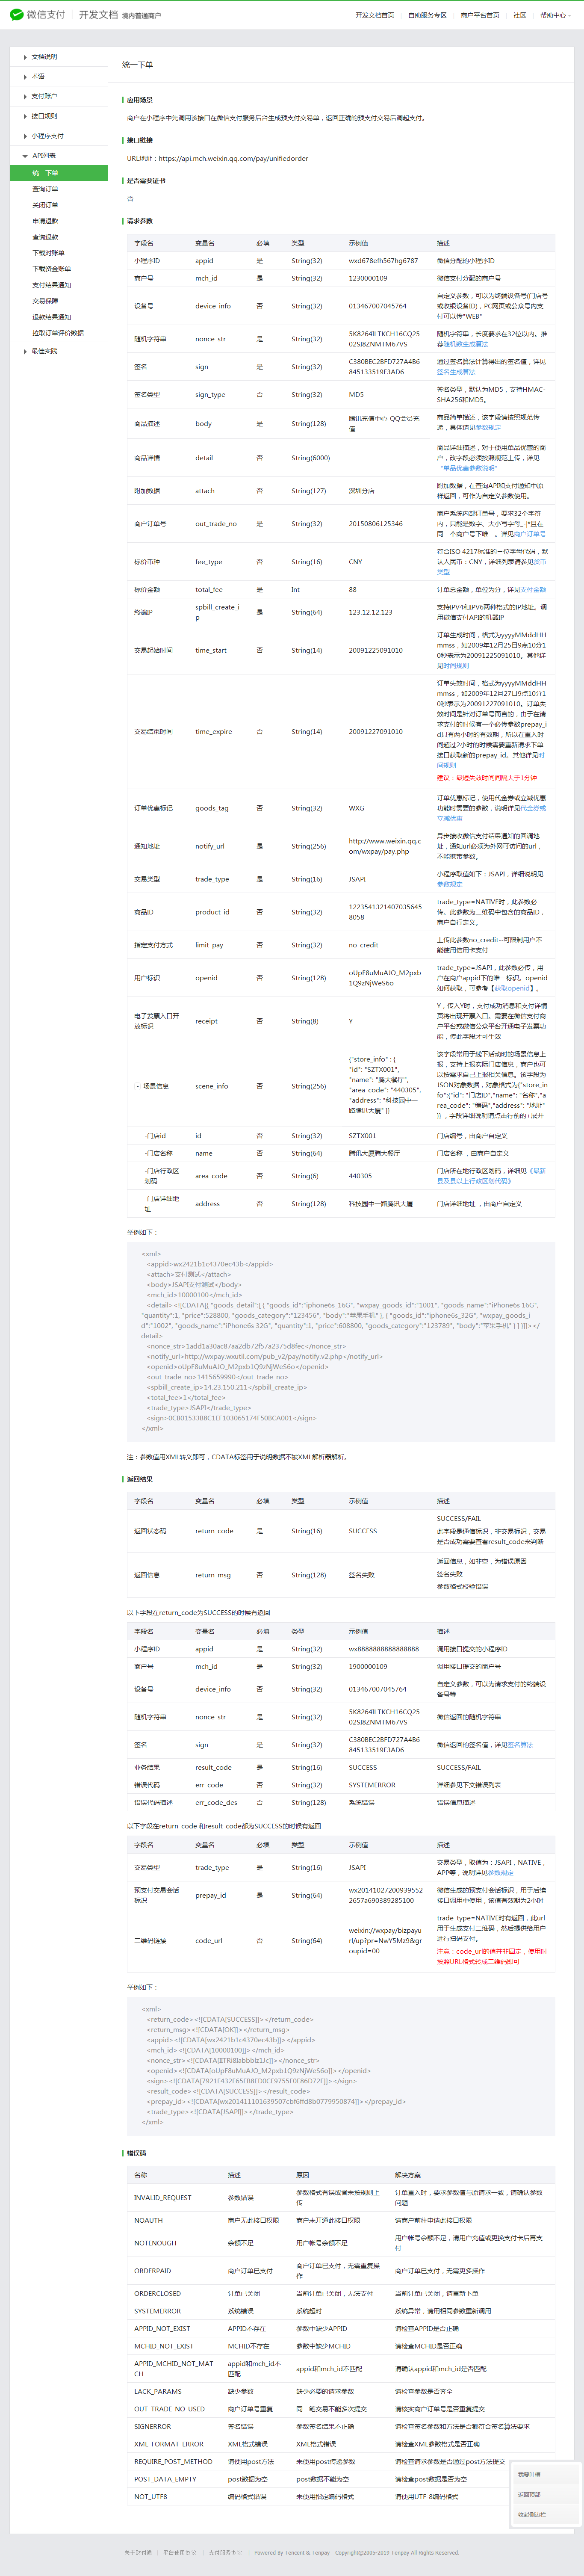 微信支付 | 开发文档 境内普通商户
开发文档首页 自助服务专区 商户平台首页 社区 帮助中心
文档说明
术语
支付账户
接口规则
小程序支付
API列表
统一下单
查询订单
关闭订单
申请退款
查询退款
下载对账单
下载资金账单
支付结果通知
交易保障
退款结果通知
拉取订单评价数据
最佳实践
统一下单
应用场景
商户在小程序中先调用该接口在微信支付服务后台生成预支付交易单，返回正确的预支付交易后调起支付。
接口链接
URL地址：https://api.mch.weixin.qq.com/pay/unifiedorder
是否需要证书
否
请求参数
字段名 变量名 必填 类型 示例值 描述
小程序ID appid 是 String(32) wxd678efh567hg6787 微信分配的小程序ID
商户号 mch_id 是 String(32) 1230000109 微信支付分配的商户号
设备号 device_info 否 String(32) 013467007045764 自定义参数，可以为终端设备号(门店号
或收银设备ID)，PC网页或公众号内支
付可以传"WEB"
随机字符串 nonce_str 是 String(32) 5K8264ILTKCH16CQ25
02SI8ZNMTM67VS 随机字符串，长度要求在32位以内。推
荐随机数生成算法
签名 sign 是 String(32) C380BEC2BFD727A4B6
845133519F3AD6 通过签名算法计算得出的签名值，详见
签名生成算法
签名类型 sign_type 否 String(32) MD5 签名类型，默认为MD5，支持HMAC-
SHA256和MD5。
商品描述 body 是 String(128) 腾讯充值中心-QQ会员充
值 商品简单描述，该字段请按照规范传
递，具体请见参数规定
商品详情 detail 否 String(6000) 商品详细描述，对于使用单品优惠的商
户，改字段必须按照规范上传，详见
“单品优惠参数说明”
附加数据 attach 否 String(127) 深圳分店 附加数据，在查询API和支付通知中原
样返回，可作为自定义参数使用。
商户订单号 out_trade_no 是 String(32) 20150806125346 商户系统内部订单号，要求32个字符
内，只能是数字、大小写字母_-|*且在
同一个商户号下唯一。详见商户订单号
标价币种 fee_type 否 String(16) CNY 符合ISO 4217标准的三位字母代码，默
认人民币：CNY，详细列表请参见货币
类型
标价金额 total_fee 是 Int 88 订单总金额，单位为分，详见支付金额
终端IP spbill_create_i
p 是 String(64) 123.12.12.123 支持IPV4和IPV6两种格式的IP地址。调
用微信支付API的机器IP
交易起始时间 time_start 否 String(14) 20091225091010 订单生成时间，格式为yyyyMMddHH
mmss，如2009年12月25日9点10分1
0秒表示为20091225091010。其他详
见时间规则
交易结束时间 time_expire 否 String(14) 20091227091010 订单失效时间，格式为yyyyMMddHH
mmss，如2009年12月27日9点10分1
0秒表示为20091227091010。订单失
效时间是针对订单号而言的，由于在请
求支付的时候有一个必传参数prepay_i
d只有两小时的有效期，所以在重入时
间超过2小时的时候需要重新请求下单
接口获取新的prepay_id。其他详见时
间规则
建议：最短失效时间间隔大于1分钟
订单优惠标记 goods_tag 否 String(32) WXG 订单优惠标记，使用代金券或立减优惠
功能时需要的参数，说明详见代金券或
立减优惠
通知地址 notify_url 是 String(256) http://www.weixin.qq.c
om/wxpay/pay.php 异步接收微信支付结果通知的回调地
址，通知url必须为外网可访问的url，
不能携带参数。
交易类型 trade_type 是 String(16) JSAPI 小程序取值如下：JSAPI，详细说明见
参数规定
商品ID product_id 否 String(32) 1223541321407035645
8058 trade_type=NATIVE时，此参数必
传。此参数为二维码中包含的商品ID，
商户自行定义。
指定支付方式 limit_pay 否 String(32) no_credit 上传此参数no_credit--可限制用户不
能使用信用卡支付
用户标识 openid 否 String(128) oUpF8uMuAJO_M2pxb
1Q9zNjWeS6o trade_type=JSAPI，此参数必传，用
户在商户appid下的唯一标识。openid
如何获取，可参考【获取openid】。
电子发票入口开
放标识 receipt 否 String(8) Y Y，传入Y时，支付成功消息和支付详情
页将出现开票入口。需要在微信支付商
户平台或微信公众平台开通电子发票功
能，传此字段才可生效
- 场景信息 scene_info 否 String(256) {"store_info" : {
"id": "SZTX001",
"name": "腾大餐厅",
"area_code": "440305",
"address": "科技园中一
路腾讯大厦" }} 该字段常用于线下活动时的场景信息上
报，支持上报实际门店信息，商户也可
以按需求自己上报相关信息。该字段为
JSON对象数据，对象格式为{"store_in
fo":{"id": "门店ID","name": "名称","a
rea_code": "编码","address": "地址"
}} ，字段详细说明请点击行前的+展开
-门店id id 否 String(32) SZTX001 门店编号，由商户自定义
-门店名称 name 否 String(64) 腾讯大厦腾大餐厅 门店名称 ，由商户自定义
-门店行政区
划码 area_code 否 String(6) 440305 门店所在地行政区划码，详细见《最新
县及县以上行政区划代码》
-门店详细地
址 address 否 String(128) 科技园中一路腾讯大厦 门店详细地址 ，由商户自定义
举例如下：
<xml>
<appid>wx2421b1c4370ec43b</appid>
<attach>支付测试</attach>
<body>JSAPI支付测试</body>
<mch_id>10000100</mch_id>
<detail><![CDATA[{ "goods_detail":[ { "goods_id":"iphone6s_16G", "wxpay_goods_id":"1001", "goods_name":"iPhone6s 16G",
"quantity":1, "price":528800, "goods_category":"123456", "body":"苹果手机" }, { "goods_id":"iphone6s_32G", "wxpay_goods_i
d":"1002", "goods_name":"iPhone6s 32G", "quantity":1, "price":608800, "goods_category":"123789", "body":"苹果手机" } ] }]]></
detail>
<nonce_str>1add1a30ac87aa2db72f57a2375d8fec</nonce_str>
<notify_url>http://wxpay.wxutil.com/pub_v2/pay/notify.v2.php</notify_url>
<openid>oUpF8uMuAJO_M2pxb1Q9zNjWeS6o</openid>
<out_trade_no>1415659990</out_trade_no>
<spbill_create_ip>14.23.150.211</spbill_create_ip>
<total_fee>1</total_fee>
<trade_type>JSAPI</trade_type>
<sign>0CB01533B8C1EF103065174F50BCA001</sign>
</xml>
注：参数值用XML转义即可，CDATA标签用于说明数据不被XML解析器解析。
返回结果
字段名 变量名 必填 类型 示例值 描述
返回状态码 return_code 是 String(16) SUCCESS SUCCESS/FAIL
此字段是通信标识，非交易标识，交易
是否成功需要查看result_code来判断
返回信息 return_msg 否 String(128) 签名失败 返回信息，如非空，为错误原因
签名失败
参数格式校验错误
以下字段在return_code为SUCCESS的时候有返回
字段名 变量名 必填 类型 示例值 描述
小程序ID appid 是 String(32) wx8888888888888888 调用接口提交的小程序ID
商户号 mch_id 是 String(32) 1900000109 调用接口提交的商户号
设备号 device_info 否 String(32) 013467007045764 自定义参数，可以为请求支付的终端设
备号等
随机字符串 nonce_str 是 String(32) 5K8264ILTKCH16CQ25
02SI8ZNMTM67VS 微信返回的随机字符串
签名 sign 是 String(32) C380BEC2BFD727A4B6
845133519F3AD6 微信返回的签名值，详见签名算法
业务结果 result_code 是 String(16) SUCCESS SUCCESS/FAIL
错误代码 err_code 否 String(32) SYSTEMERROR 详细参见下文错误列表
错误代码描述 err_code_des 否 String(128) 系统错误 错误信息描述
以下字段在return_code 和result_code都为SUCCESS的时候有返回
字段名 变量名 必填 类型 示例值 描述
交易类型 trade_type 是 String(16) JSAPI 交易类型，取值为：JSAPI，NATIVE，
APP等，说明详见参数规定
预支付交易会话
标识 prepay_id 是 String(64) wx20141027200939552
2657a690389285100 微信生成的预支付会话标识，用于后续
接口调用中使用，该值有效期为2小时
二维码链接 code_url 否 String(64) weixin://wxpay/bizpayu
rl/up?pr=NwY5Mz9&gr
oupid=00 trade_type=NATIVE时有返回，此url
用于生成支付二维码，然后提供给用户
进行扫码支付。
注意：code_url的值并非固定，使用时
按照URL格式转成二维码即可
举例如下：
<xml>
<return_code><![CDATA[SUCCESS]]></return_code>
<return_msg><![CDATA[OK]]></return_msg>
<appid><![CDATA[wx2421b1c4370ec43b]]></appid>
<mch_id><![CDATA[10000100]]></mch_id>
<nonce_str><![CDATA[IITRi8Iabbblz1Jc]]></nonce_str>
<openid><![CDATA[oUpF8uMuAJO_M2pxb1Q9zNjWeS6o]]></openid>
<sign><![CDATA[7921E432F65EB8ED0CE9755F0E86D72F]]></sign>
<result_code><![CDATA[SUCCESS]]></result_code>
<prepay_id><![CDATA[wx201411101639507cbf6ffd8b0779950874]]></prepay_id>
<trade_type><![CDATA[JSAPI]]></trade_type>
</xml>
错误码
名称 描述 原因 解决方案
INVALID_REQUEST 参数错误 参数格式有误或者未按规则上
传 订单重入时，要求参数值与原请求一致，请确认参数
问题
NOAUTH 商户无此接口权限 商户未开通此接口权限 请商户前往申请此接口权限
NOTENOUGH 余额不足 用户帐号余额不足 用户帐号余额不足，请用户充值或更换支付卡后再支
付
ORDERPAID 商户订单已支付 商户订单已支付，无需重复操
作 商户订单已支付，无需更多操作
ORDERCLOSED 订单已关闭 当前订单已关闭，无法支付 当前订单已关闭，请重新下单
SYSTEMERROR 系统错误 系统超时 系统异常，请用相同参数重新调用
APPID_NOT_EXIST APPID不存在 参数中缺少APPID 请检查APPID是否正确
MCHID_NOT_EXIST MCHID不存在 参数中缺少MCHID 请检查MCHID是否正确
APPID_MCHID_NOT_MAT
CH appid和mch_id不
匹配 appid和mch_id不匹配 请确认appid和mch_id是否匹配
LACK_PARAMS 缺少参数 缺少必要的请求参数 请检查参数是否齐全
OUT_TRADE_NO_USED 商户订单号重复 同一笔交易不能多次提交 请核实商户订单号是否重复提交
SIGNERROR 签名错误 参数签名结果不正确 请检查签名参数和方法是否都符合签名算法要求
XML_FORMAT_ERROR XML格式错误 XML格式错误 请检查XML参数格式是否正确
REQUIRE_POST_METHOD 请使用post方法 未使用post传递参数 请检查请求参数是否通过post方法提交
POST_DATA_EMPTY post数据为空 post数据不能为空 请检查post数据是否为空
NOT_UTF8 编码格式错误 未使用指定编码格式 请使用UTF-8编码格式
我要吐槽
返回顶部
收起侧边栏
关于财付通 | 平台使用协议 | 支付服务协议 | Powered By Tencent & Tenpay Copyright©2005-2019 Tenpay All Rights Reserved.